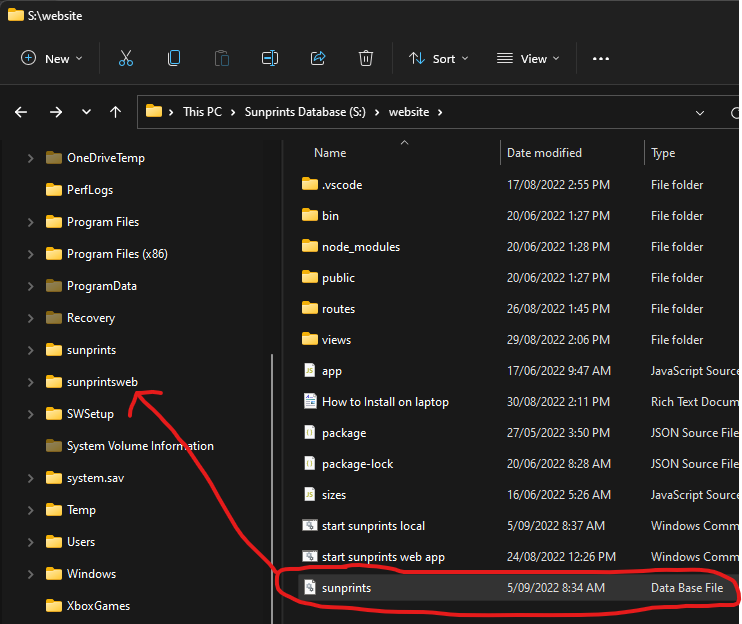 S:\website
New
Sort
View
This PC > Sunprints Database (S:) > website >
OneDriveTemp
PerfLogs
Program Files
Program Files (x86)
ProgramData
Recovery
sunprints
sunprintsweb
SWSetup
System Volume Information
system.sav
Temp
Users
Windows
XboxGames
Name Date modified Type
.vscode 17/08/2022 2:55 PM File folder
bin 20/06/2022 1:27 PM File folder
node_modules 20/06/2022 1:28 PM File folder
public 20/06/2022 1:27 PM File folder
routes 26/08/2022 1:45 PM File folder
views 29/08/2022 2:06 PM File folder
app 17/06/2022 9:47 AM JavaScript Source
How to Install on laptop 30/08/2022 2:11 PM Rich Text Docum
package 27/05/2022 3:50 PM JSON Source File
package-lock 20/06/2022 8:28 AM JSON Source File
sizes 16/06/2022 5:26 AM JavaScript Source
start sunprints local 5/09/2022 8:37 AM Windows Comm
start sunprints web app 24/08/2022 12:26 PM Windows Comm
sunprints 5/09/2022 8:34 AM Data Base File